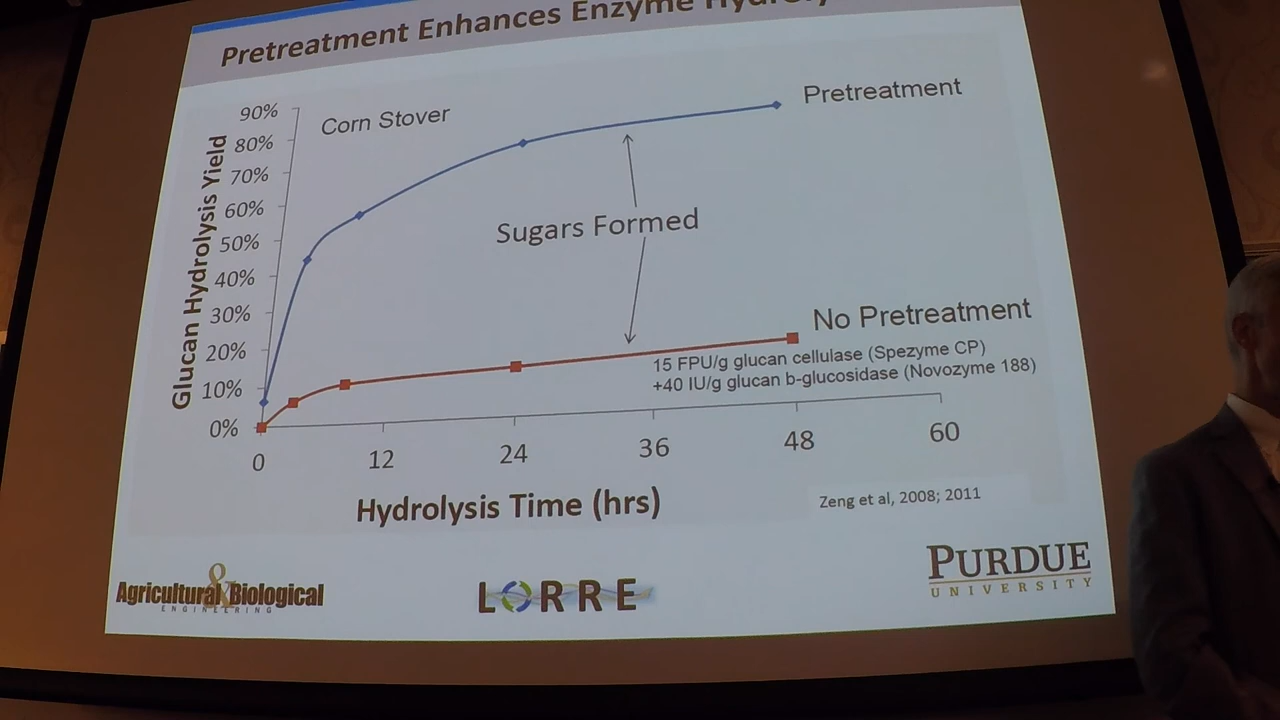 Pretreatment Enhances Enzyme
Corn Stover
Pretreatment
Glucan Hydrolysis Yield
90%
80%
70%
60%
50%
40%
30%
20%
10%
0%
Sugars Formed
No Pretreatment
15 FPU/g glucan cellulase (Spezyme CP)
+40 IU/g glucan b-glucosidase (Novozyme 188)
0 12 24 36 48 60
Hydrolysis Time (hrs)
Zeng et al, 2008; 2011
Agricultural & Biological
ENGINEERING
LORRE
PURDUE
UNIVERSITY